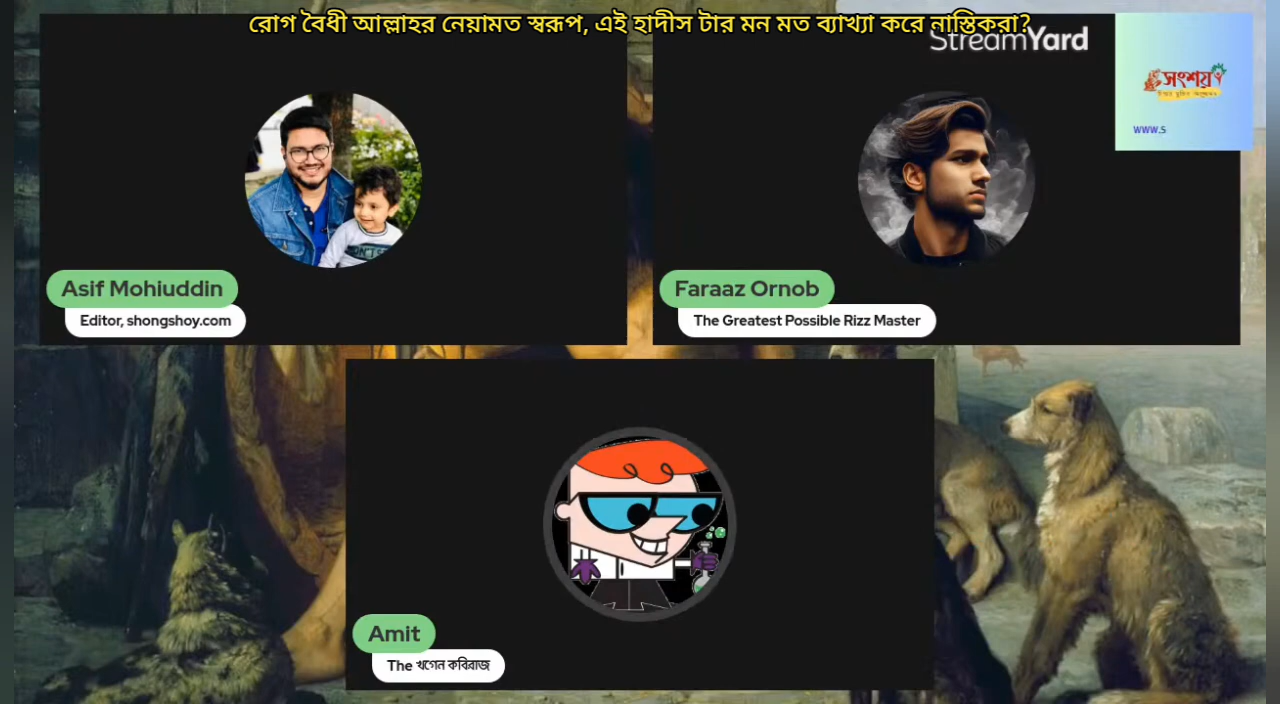 রোগ বৈধী আল্লাহর নেয়ামত স্বরূপ, এই হাদীস টার মন মত ব্যাখ্যা করে নাস্তিকরা?
StreamYard
সংশয়
WWW.S
Asif Mohiuddin
Editor, shongshoy.com
Faraaz Ornob
The Greatest Possible Rizz Master
Amit
The খগেন কবিরাজ